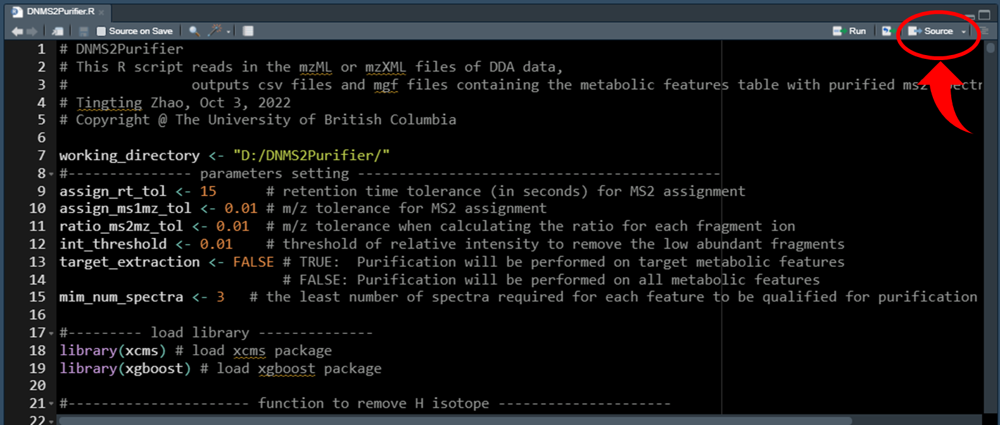 DNMS2Purifier.R
Source on Save
Run
Source
1 # DNMS2Purifier
2 # This R script reads in the mzML or mzXML files of DDA data,
3 # outputs csv files and mgf files containing the metabolic features table with purified ms2
4 # Tingting Zhao, Oct 3, 2022
5 # Copyright @ The University of British Columbia
6
7 working_directory <- "D:/DNMS2Purifier/"
8 #--------------- parameters setting --------------------------------------------
9 assign_rt_tol <- 15 # retention time tolerance (in seconds) for MS2 assignment
10 assign_ms1mz_tol <- 0.01 # m/z tolerance for MS2 assignment
11 ratio_ms2mz_tol <- 0.01 # m/z tolerance when calculating the ratio for each fragment ion
12 int_threshold <- 0.01 # threshold of relative intensity to remove the low abundant fragments
13 target_extraction <- FALSE # TRUE: Purification will be performed on target metabolic features
14 # FALSE: Purification will be performed on all metabolic features
15 mim_num_spectra <- 3 # the least number of spectra required for each feature to be qualified for purification
16
17 #--------- load library --------------
18 library(xcms) # load xcms package
19 library(xgboost) # load xgboost package
20
21 #---------------------- function to remove H isotope ---------------------
22